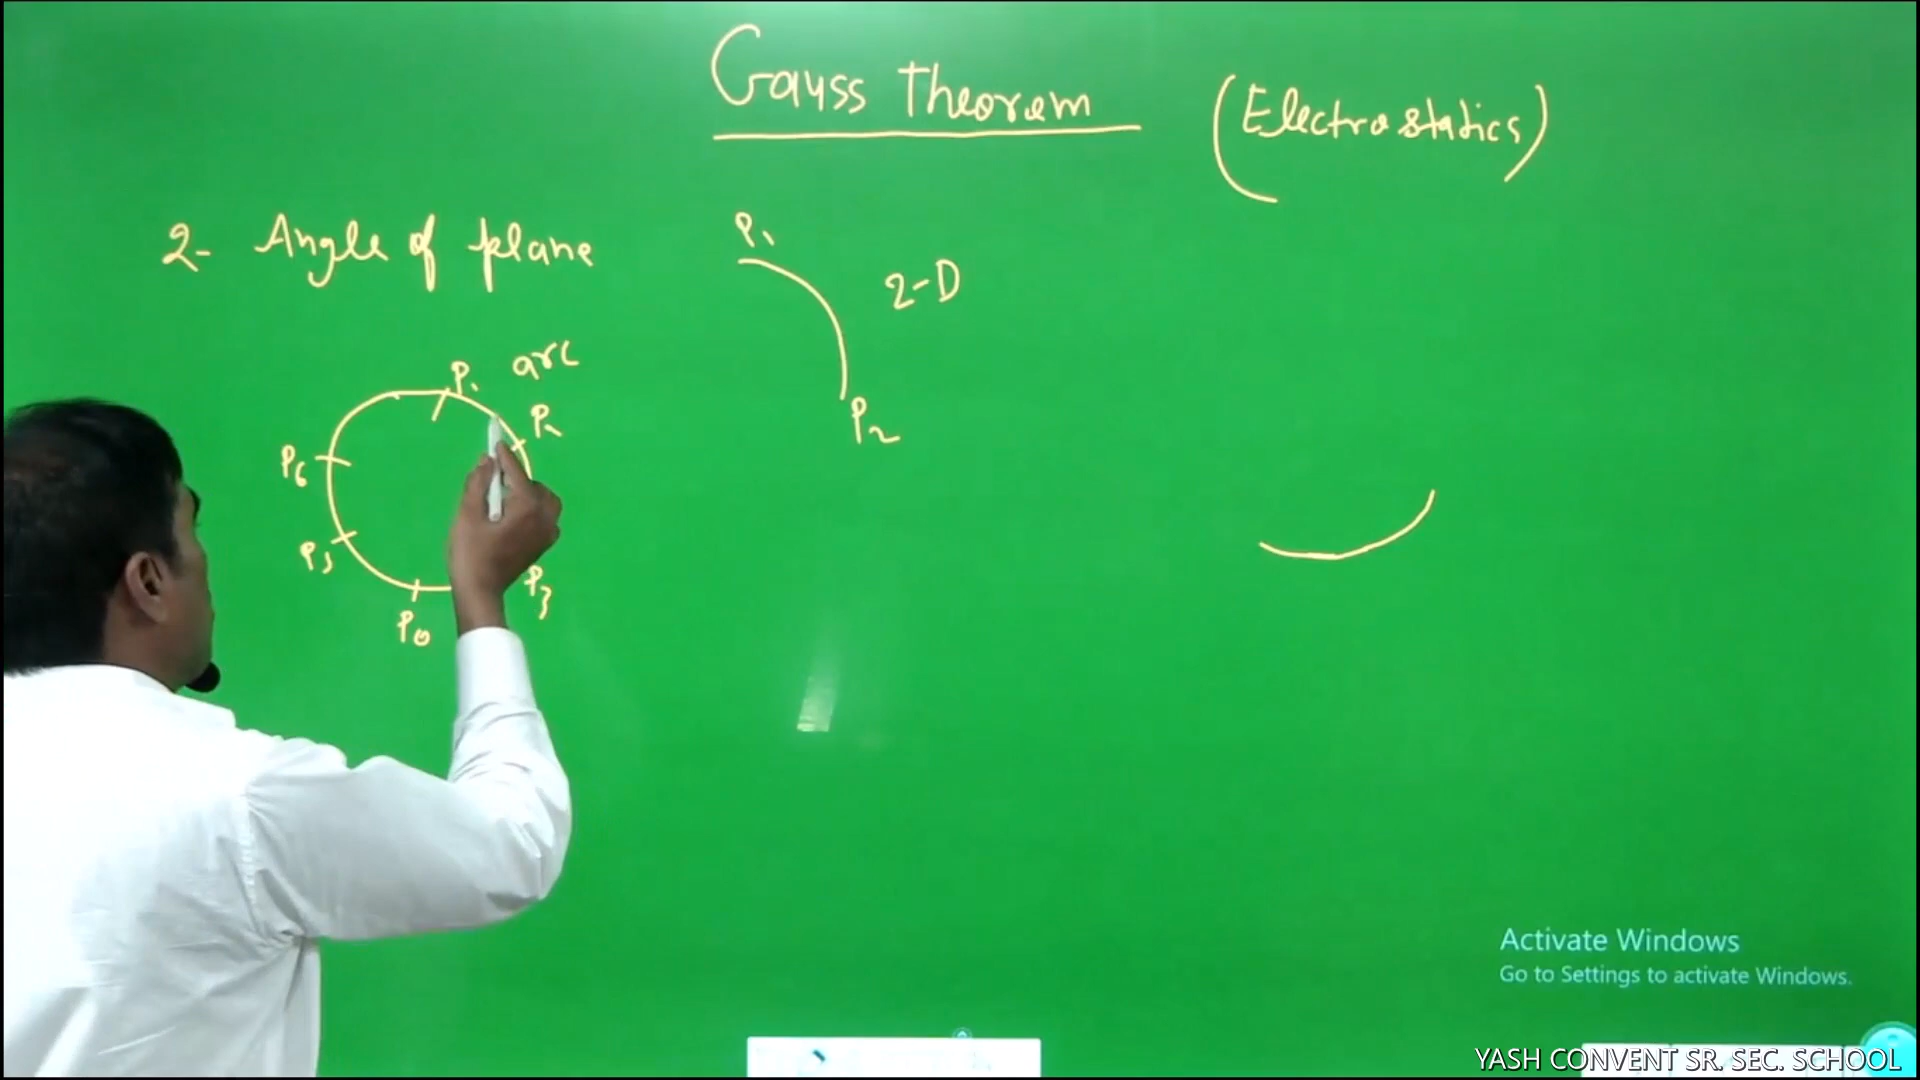 Gauss Theorem (Electrostatics)
2- Angle of plane
P1
2-D
P1 arc
P2
P2
P6
P5
P3
Activate Windows
Go to Settings to activate Windows.
YASH CONVENT SR. SEC. SCHOOL